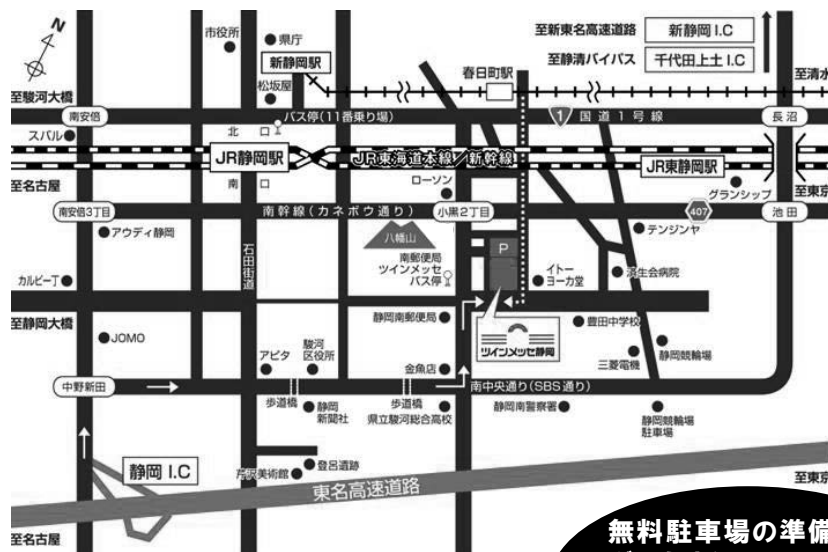 N
市役所
県庁
新静岡駅
松坂屋
至駿河大橋
南安倍
バス停(11番乗り場)
スバル
北口
JR静岡駅
南口
至名古屋
南安倍3丁目
アウディ静岡
カルビー丁
至静岡大橋
JOMO
石田街道
至新東名高速道路
新静岡 I.C
至静清バイパス
千代田上土 I.C
春日町駅
至清水
1
国道1号線
長沼
JR東海道本線/新幹線
JR東静岡駅
ローソン
グランシップ
至東京
南幹線(カネボウ通り)
小黒2丁目
407
池田
八幡山
P
テンジンヤ
南郵便局
ツインメッセ
バス停
イトー
ヨーカ堂
済生会病院
静岡南郵便局
豊田中学校
ツインメッセ静岡
静岡競輪場
三菱電機
アピタ
駿河
区役所
金魚店
中野新田
南中央通り(SBS通り)
歩道橋
静岡
新聞社
歩道橋
県立駿河総合高校
静岡南警察署
静岡競輪場
駐車場
静岡 I.C
登呂遺跡
芹沢美術館
東名高速道路
至東京
至名古屋
無料駐車場の準備